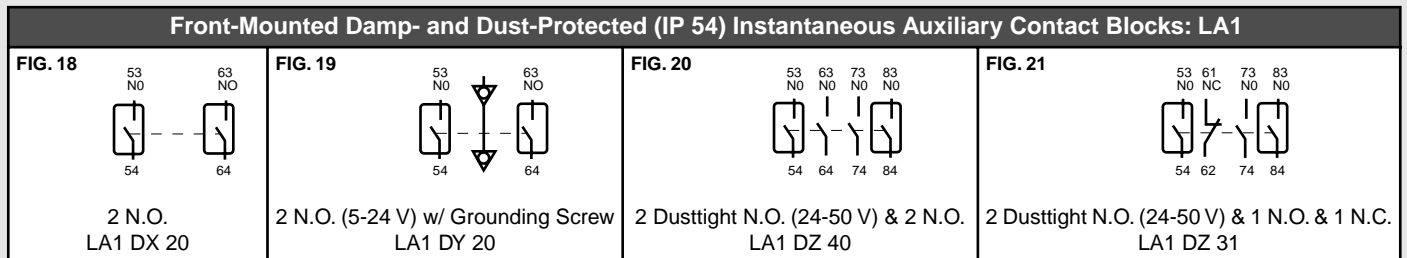 Front-Mounted Damp- and Dust-Protected (IP 54) Instantaneous Auxiliary Contact Blocks: LA1
FIG. 18
53 63
N0 NO
54 64
2 N.O.
LA1 DX 20
FIG. 19
53 63
N0 NO
54 64
2 N.O. (5-24 V) w/ Grounding Screw
LA1 DY 20
FIG. 20
53 63 73 83
N0 N0 N0 N0
54 64 74 84
2 Dusttight N.O. (24-50 V) & 2 N.O.
LA1 DZ 40
FIG. 21
53 61 73 83
N0 NC N0 N0
54 62 74 84
2 Dusttight N.O. (24-50 V) & 1 N.O. & 1 N.C.
LA1 DZ 31